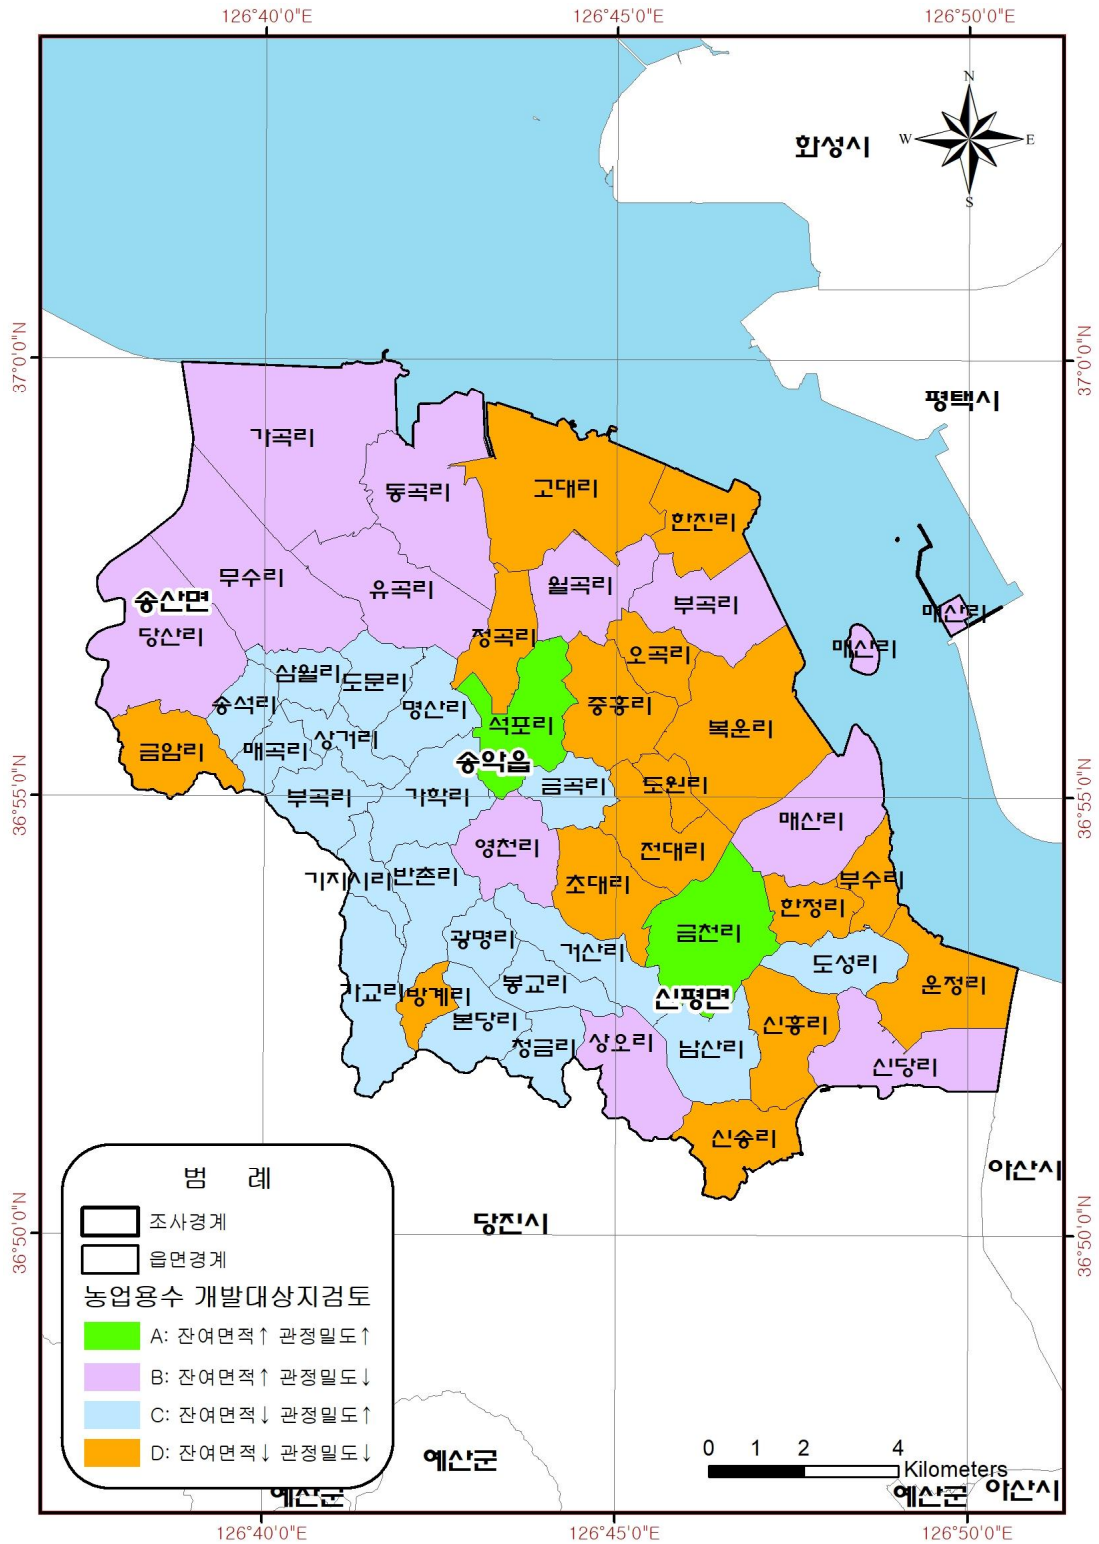 126°40'0"E 126°45'0"E 126°50'0"E
N
W E
S
화성시
37°0'0"N 37°0'0"N
평택시
가곡리
동곡리 고대리
한진리
무수리 유곡리 월곡리
송산면 부곡리 매산리
당산리 정곡리 오곡리 매산리
삼월리 도문리
송석리 명산리 석포리 중흥리 복운리
금암리 매곡리 상거리
송악읍
36°55'0"N 부곡리 가학리 금곡리 도원리 36°55'0"N
매산리
영천리 전대리
기지시리 반촌리 초대리 부수리
한정리
광명리 거산리 금천리
도성리
가교리 방계리 봉교리 신평면 운정리
본당리 신흥리
청금리 상오리 남산리 신당리
신송리
아산시
당진시
36°50'0"N 36°50'0"N
범 례
조사경계
읍면경계
농업용수 개발대상지검토
A: 잔여면적↑ 관정밀도↑
B: 잔여면적↑ 관정밀도↓
C: 잔여면적↓ 관정밀도↑
D: 잔여면적↓ 관정밀도↓
예산군
0 1 2 4
Kilometers
예산군 예산군 아산시
126°40'0"E 126°45'0"E 126°50'0"E